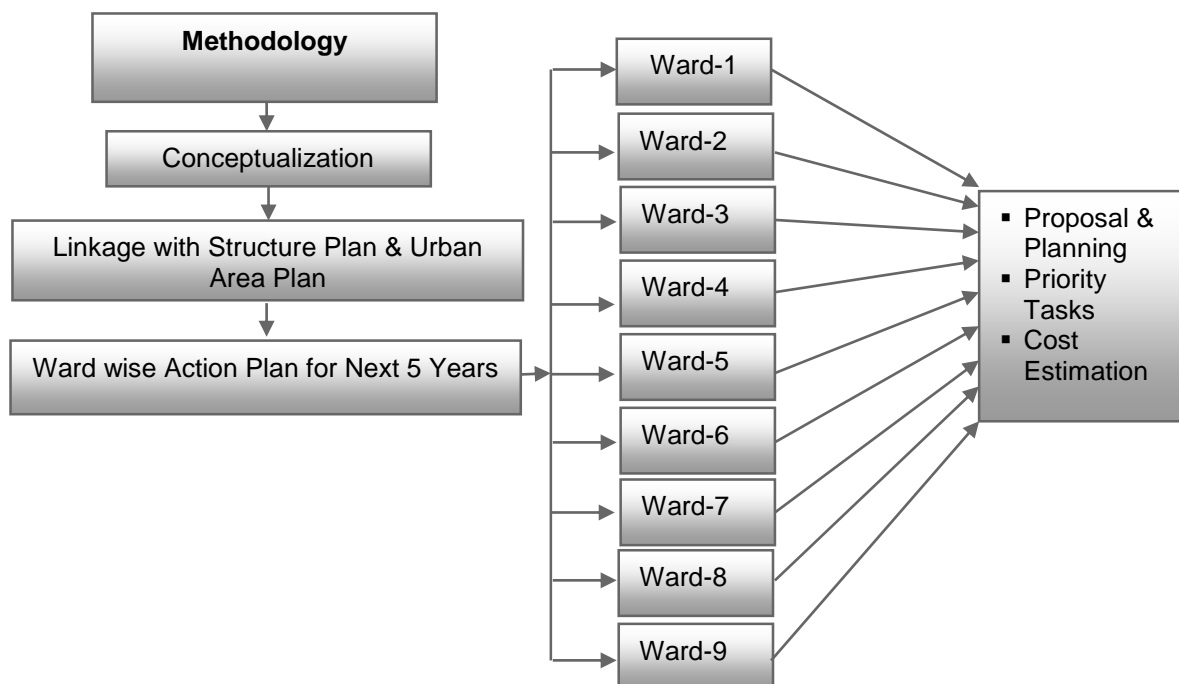 Methodology
Conceptualization
Linkage with Structure Plan & Urban
Area Plan
Ward wise Action Plan for Next 5 Years
Ward-1
Ward-2
Ward-3
Ward-4
Ward-5
Ward-6
Ward-7
Ward-8
Ward-9
▪ Proposal &
Planning
▪ Priority
Tasks
▪ Cost
Estimation